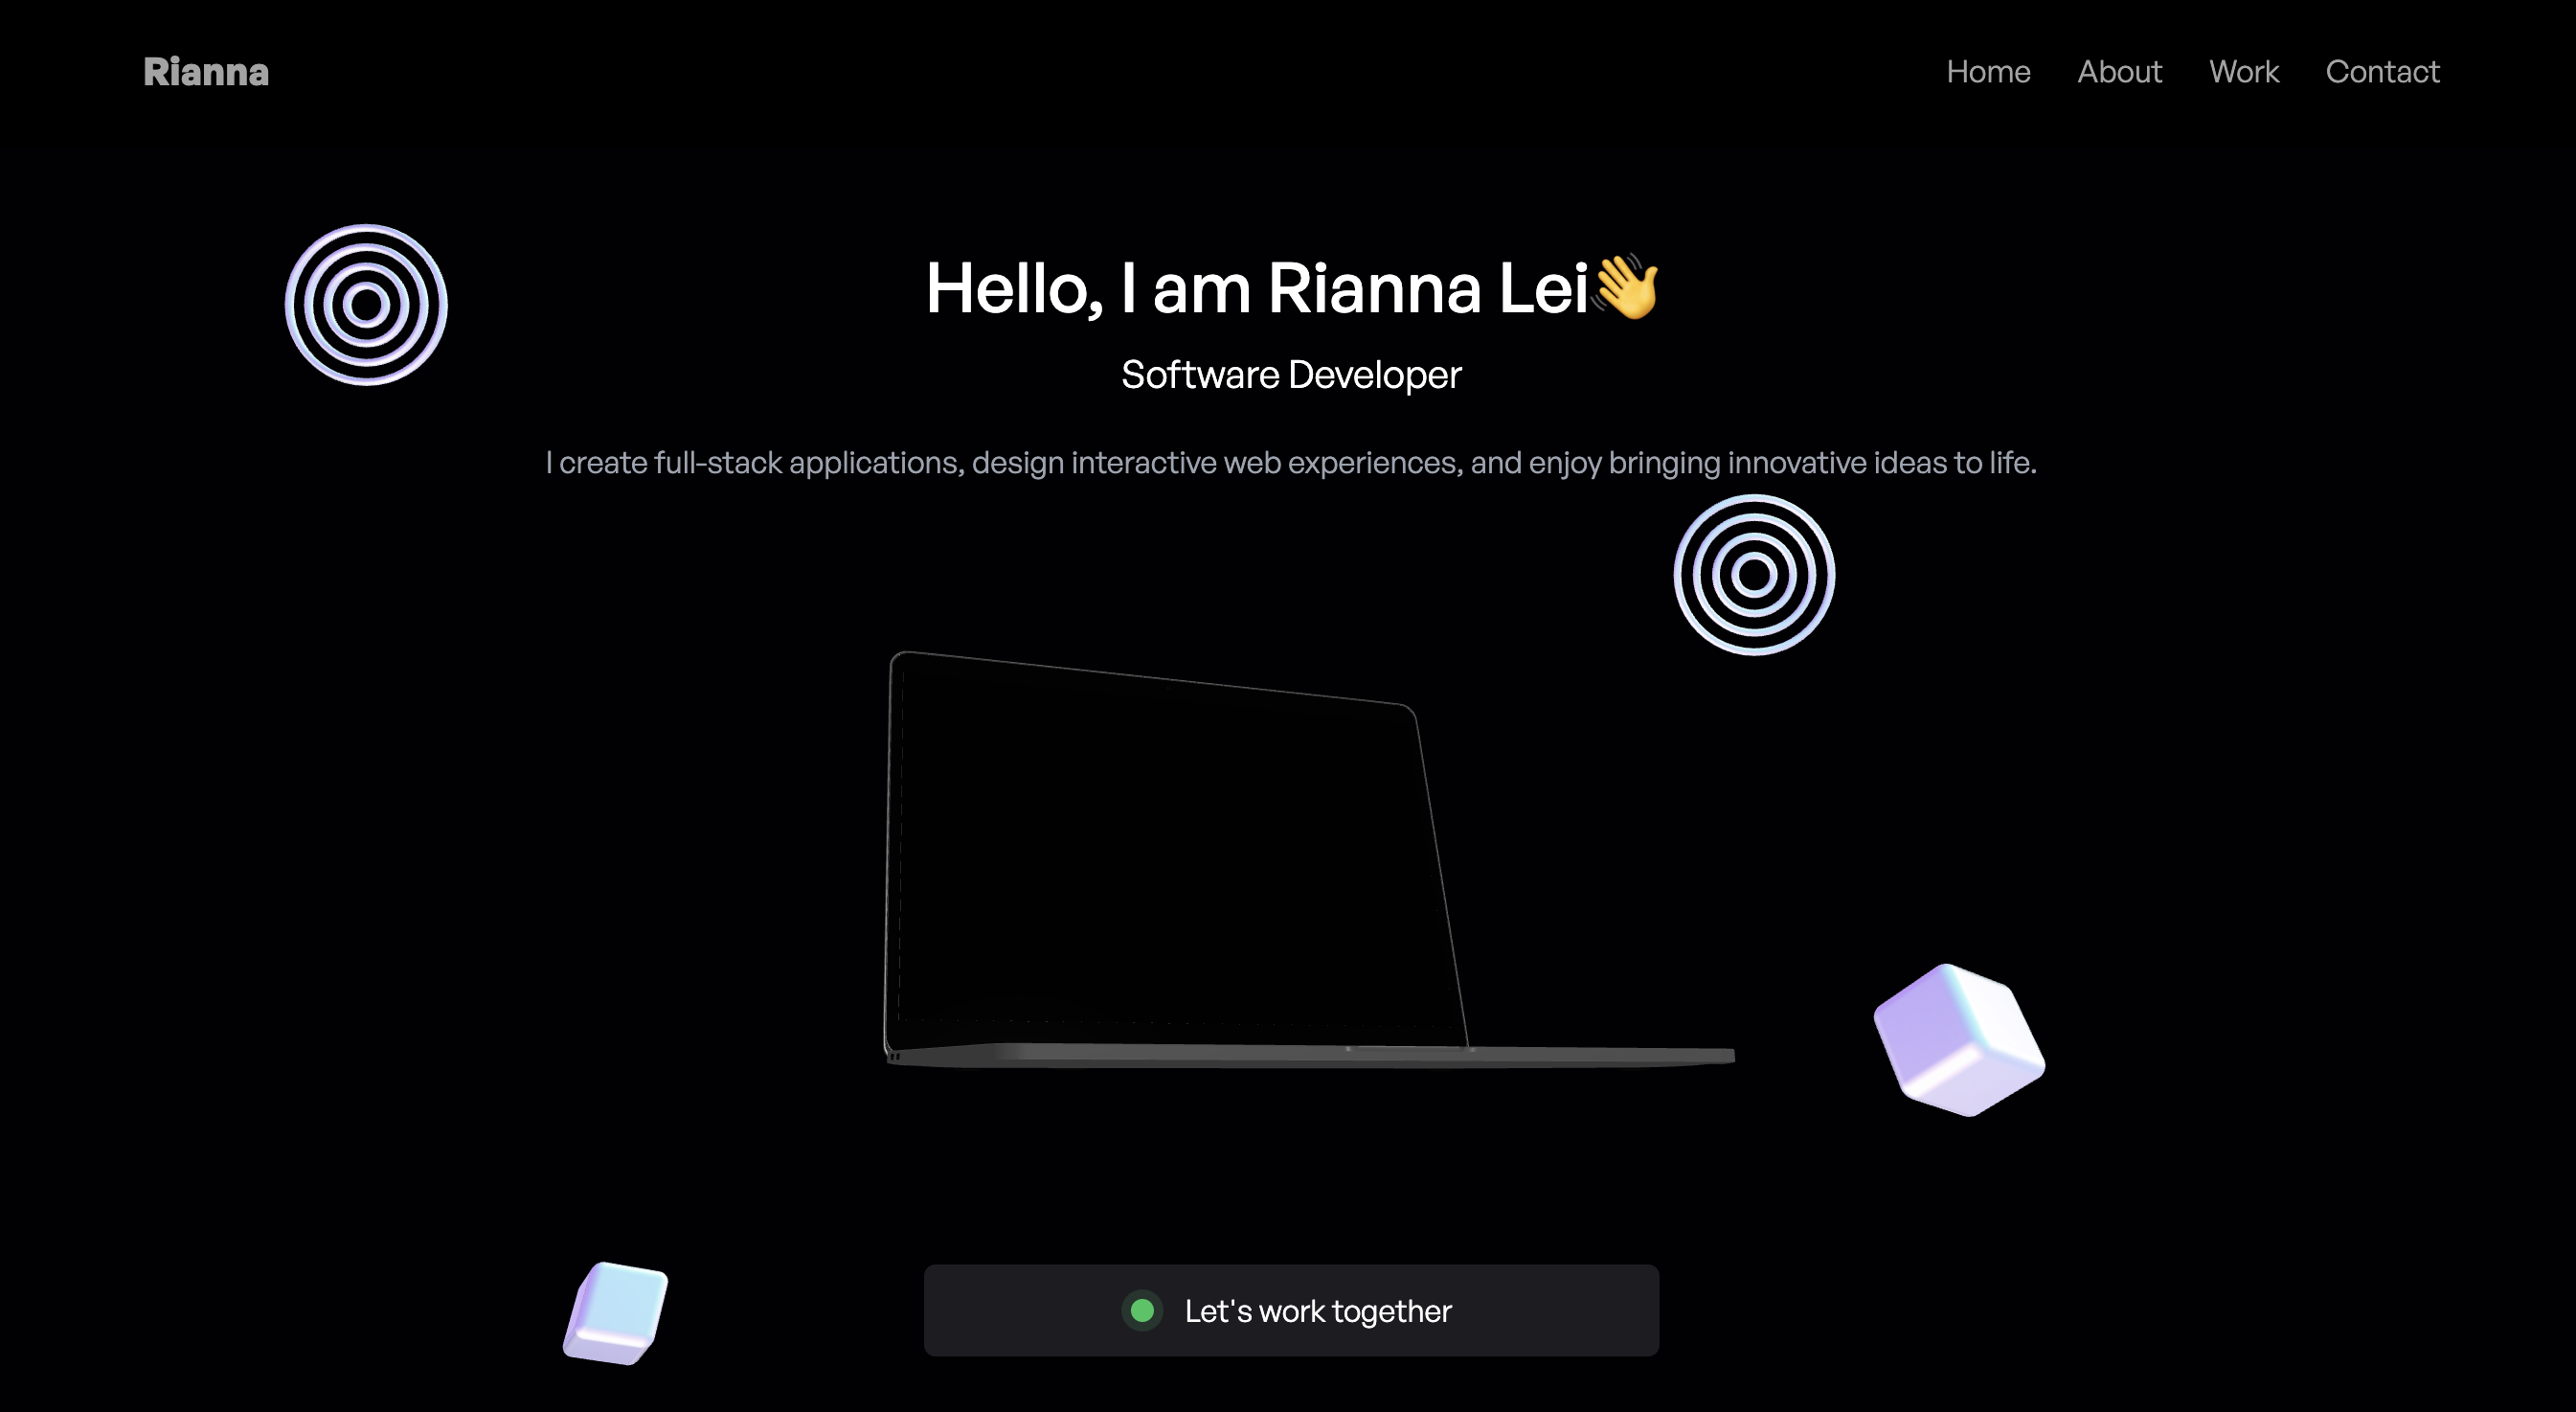 Rianna
Home About Work Contact
Hello, I am Rianna Lei👋
Software Developer
I create full-stack applications, design interactive web experiences, and enjoy bringing innovative ideas to life.
Let's work together